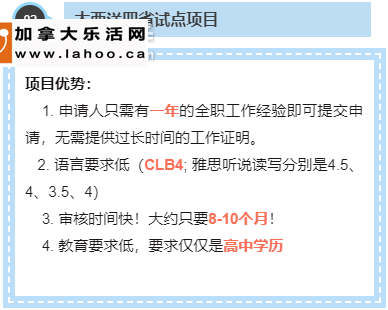 大西洋四省试点项目
加拿大乐活网
www.lahoo.ca
项目优势：
1. 申请人只需有一年的全职工作经验即可提交申
请，无需提供过长时间的工作证明。
2. 语言要求低（CLB4; 雅思听说读写分别是4.5、
4、3.5、4）
3. 审核时间快！大约只要8-10个月！
4. 教育要求低，要求仅仅是高中学历